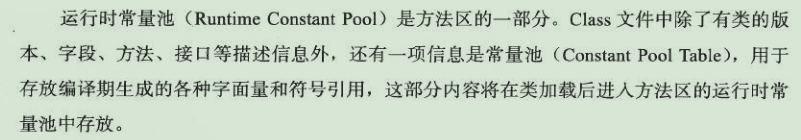 运行时常量池（Runtime Constant Pool）是方法区的一部分。Class 文件中除了有类的版
本、字段、方法、接口等描述信息外，还有一项信息是常量池（Constant Pool Table），用于
存放编译期生成的各种字面量和符号引用，这部分内容将在类加载后进入方法区的运行时常
量池中存放。